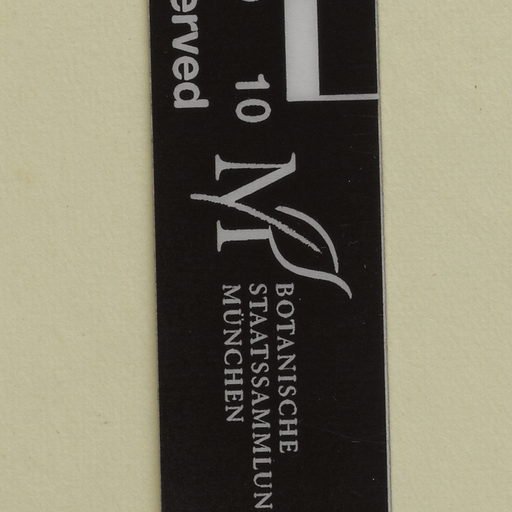 erved
10
M
BOTANISCHE
STAATSSAMMLUN
MÜNCHEN